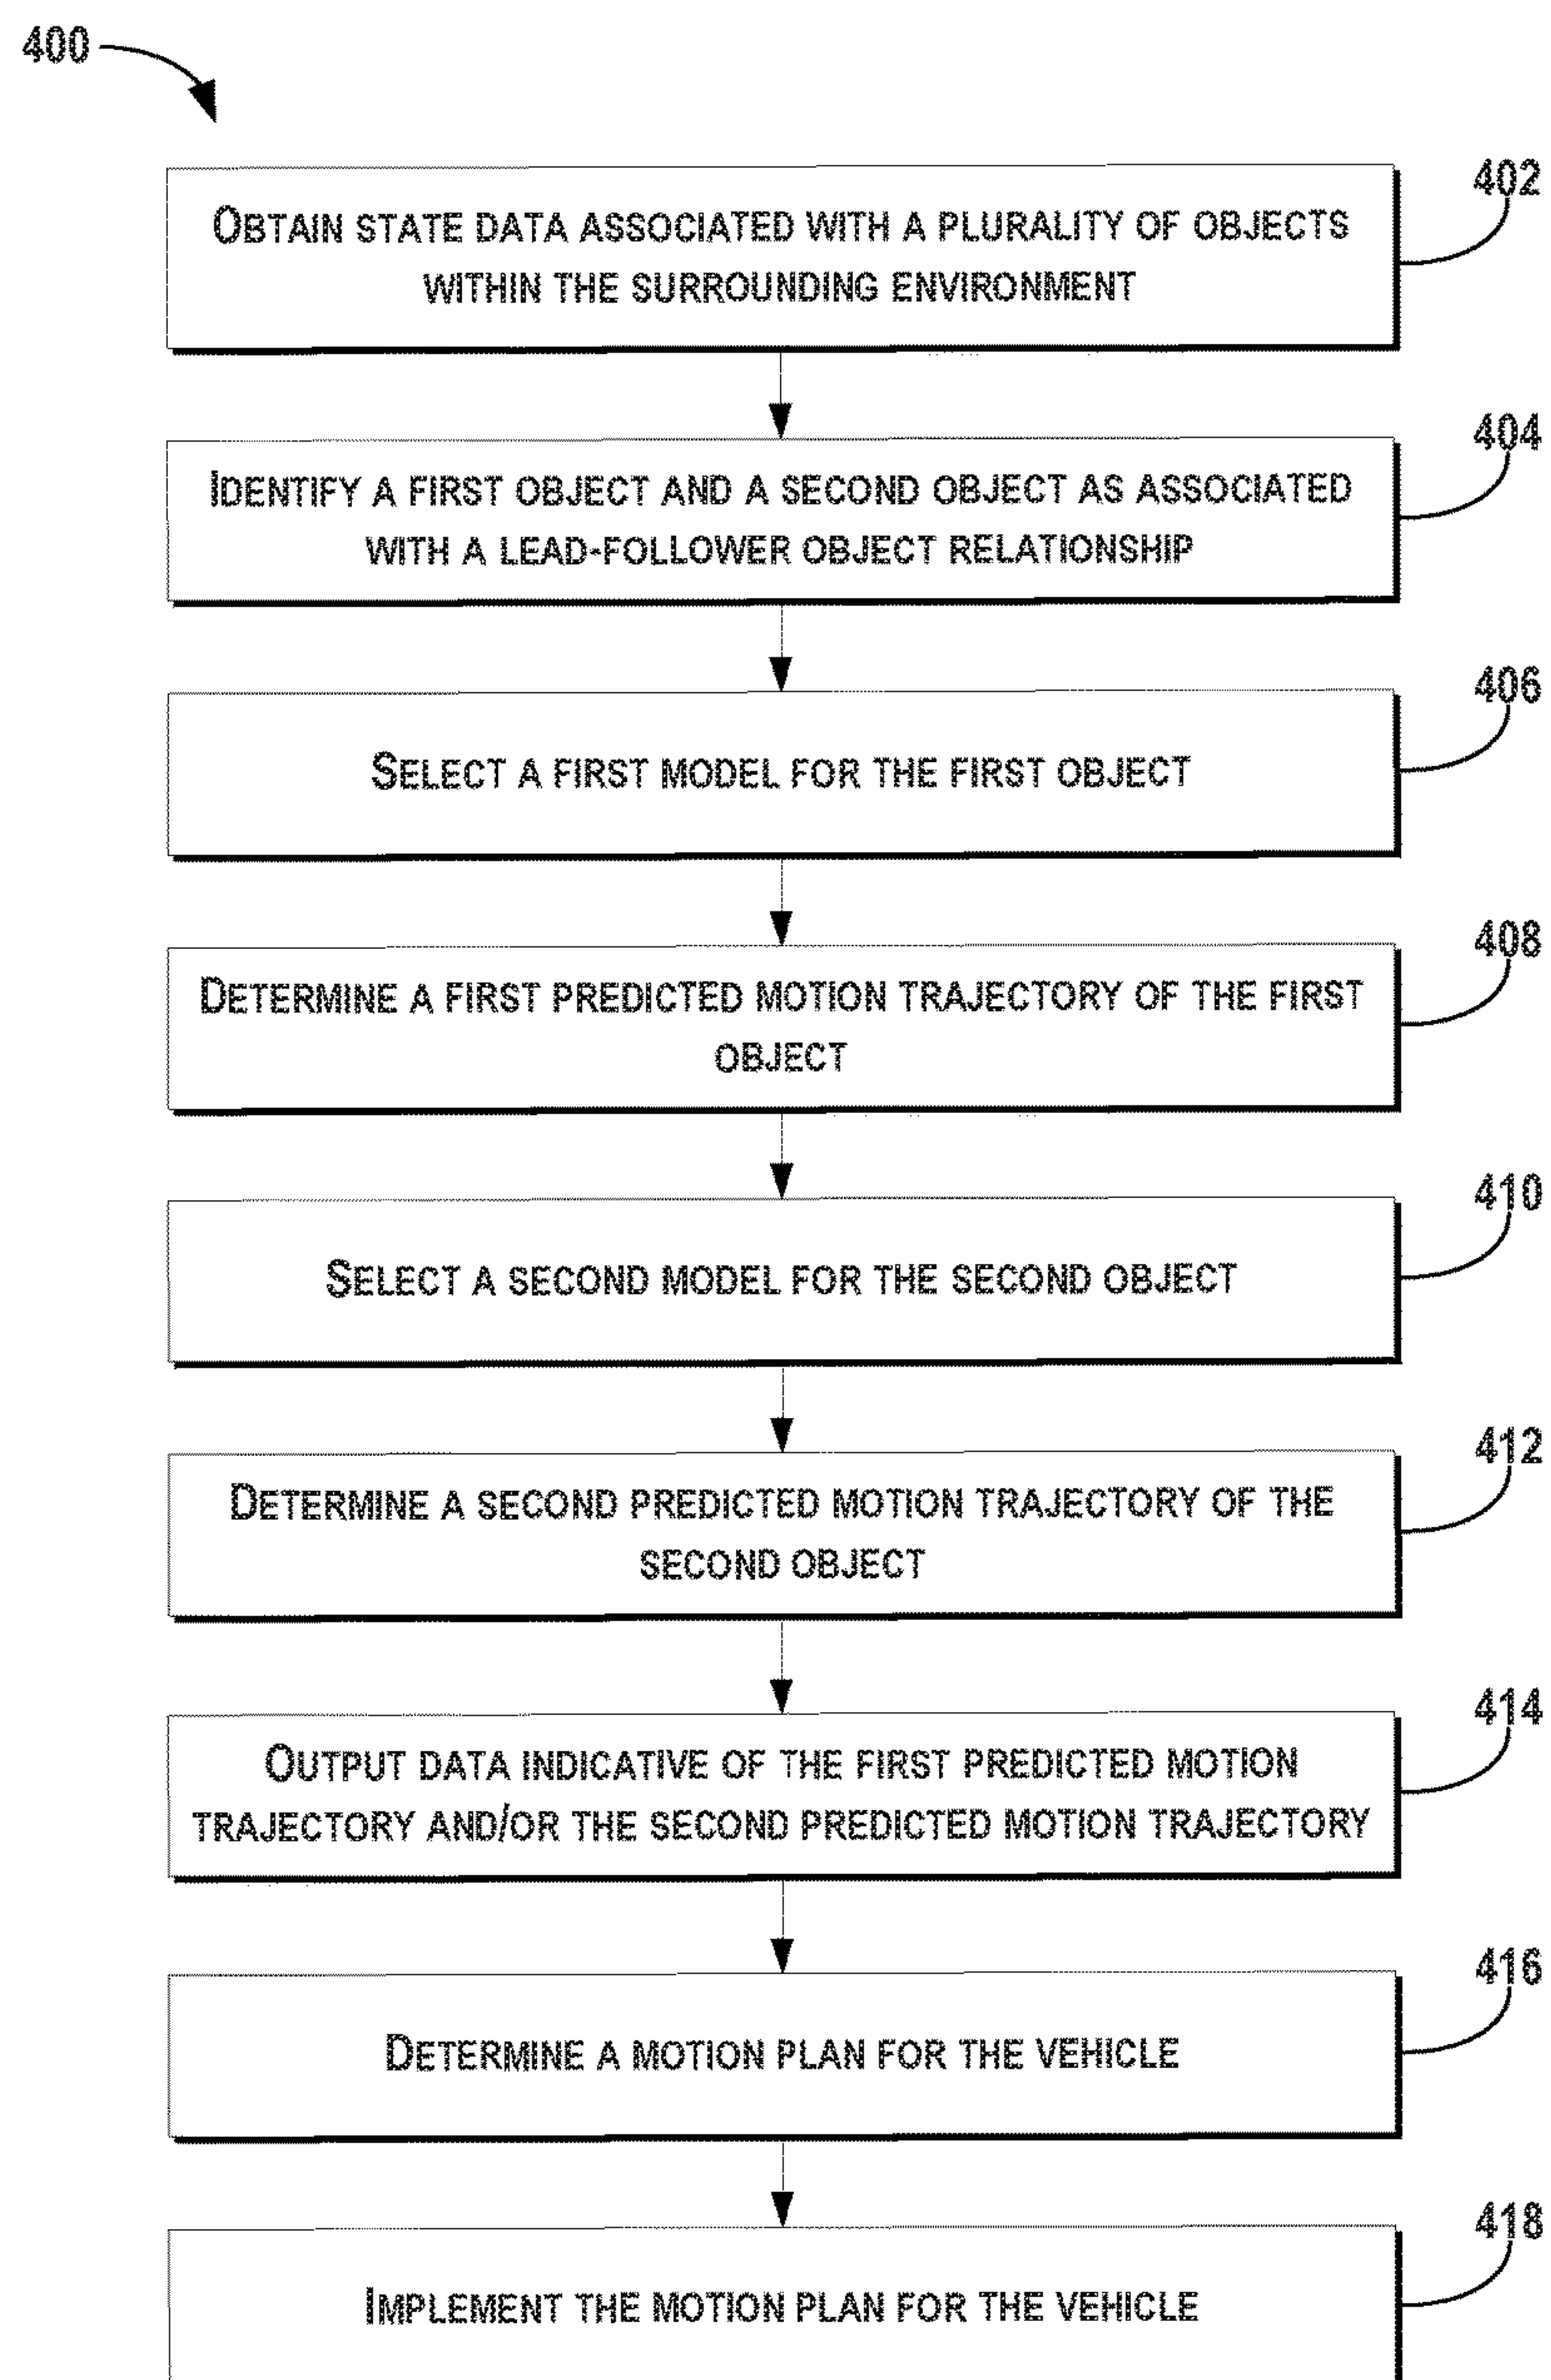 400
402
OBTAIN STATE DATA ASSOCIATED WITH A PLURALITY OF OBJECTS
WITHIN THE SURROUNDING ENVIRONMENT
404
IDENTIFY A FIRST OBJECT AND A SECOND OBJECT AS ASSOCIATED
WITH A LEAD-FOLLOWER OBJECT RELATIONSHIP
406
SELECT A FIRST MODEL FOR THE FIRST OBJECT
408
DETERMINE A FIRST PREDICTED MOTION TRAJECTORY OF THE FIRST
OBJECT
410
SELECT A SECOND MODEL FOR THE SECOND OBJECT
412
DETERMINE A SECOND PREDICTED MOTION TRAJECTORY OF THE
SECOND OBJECT
414
OUTPUT DATA INDICATIVE OF THE FIRST PREDICTED MOTION
TRAJECTORY AND/OR THE SECOND PREDICTED MOTION TRAJECTORY
416
DETERMINE A MOTION PLAN FOR THE VEHICLE
418
IMPLEMENT THE MOTION PLAN FOR THE VEHICLE